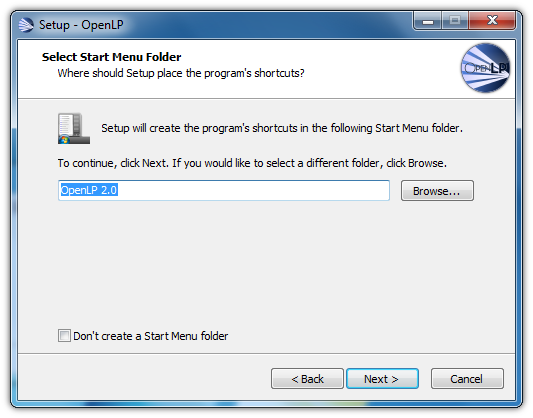 Setup - OpenLP
Select Start Menu Folder
Where should Setup place the program's shortcuts?
OPENLP
Setup will create the program's shortcuts in the following Start Menu folder.
To continue, click Next. If you would like to select a different folder, click Browse.
OpenLP 2.0
Browse...
Don't create a Start Menu folder
< Back
Next >
Cancel